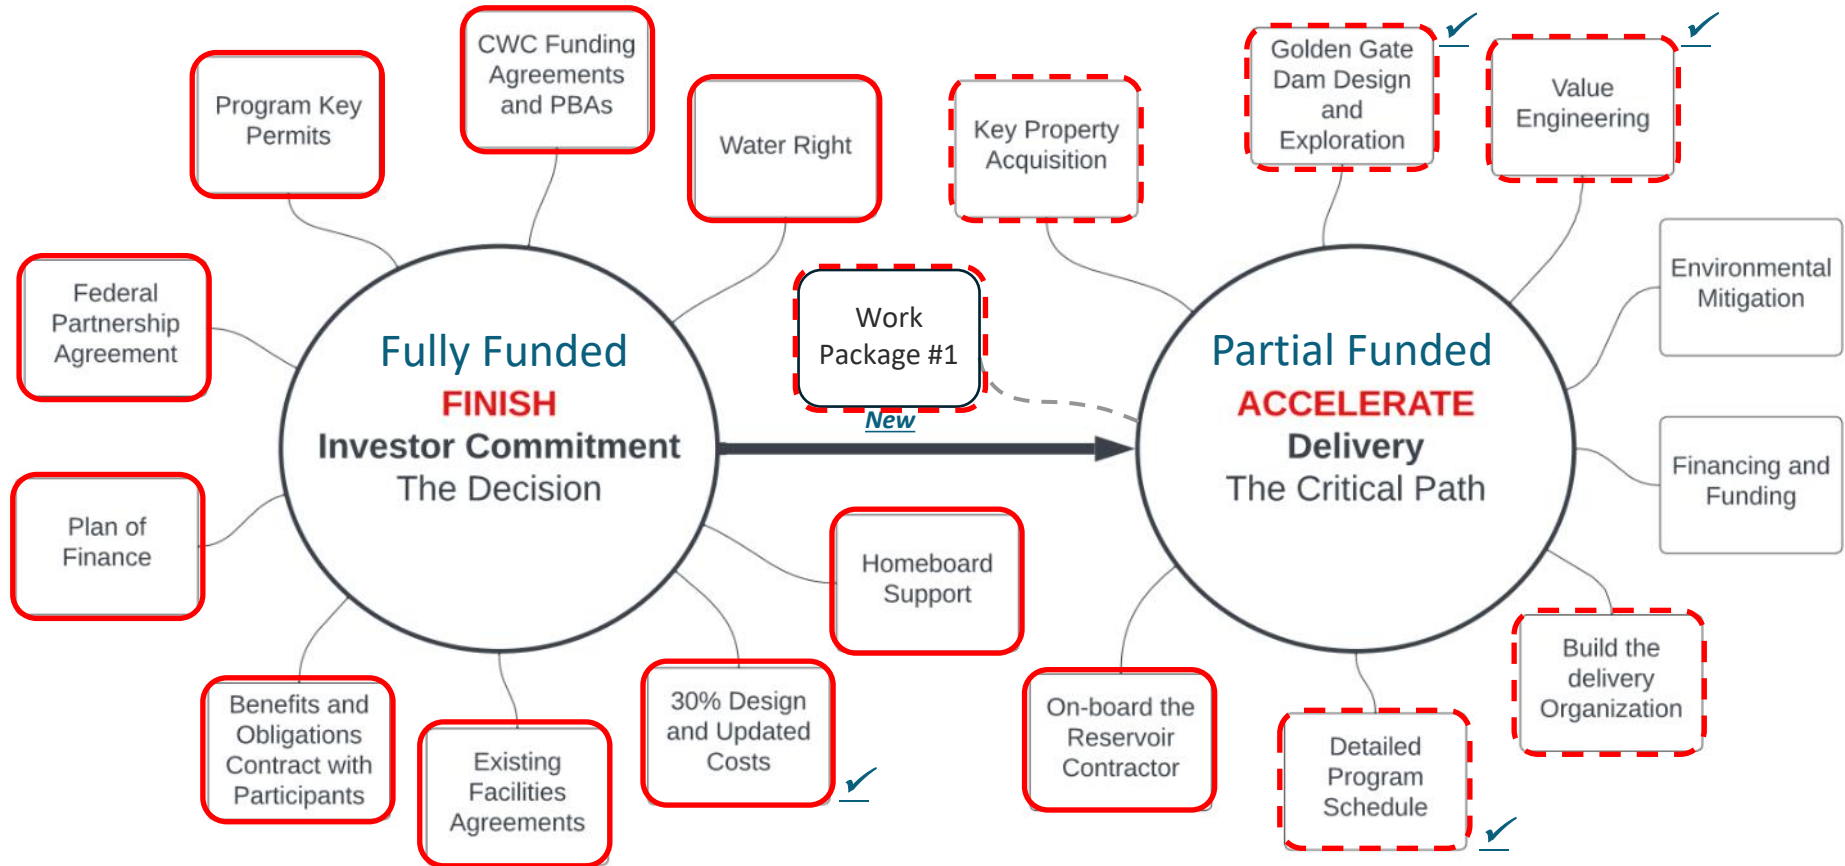 Program Key
Permits
CWC Funding
Agreements
and PBAs
Water Right
Key Property
Acquisition
Golden Gate
Dam Design
and
Exploration
✓
Value
Engineering
✓
Federal
Partnership
Agreement
Fully Funded
FINISH
Investor Commitment
The Decision
Work
Package #1
New
Partial Funded
ACCELERATE
Delivery
The Critical Path
Environmental
Mitigation
Financing and
Funding
Plan of
Finance
Homeboard
Support
Benefits and
Obligations
Contract with
Participants
Existing
Facilities
Agreements
30% Design
and Updated
Costs
✓
On-board the
Reservoir
Contractor
Detailed
Program
Schedule
✓
Build the
delivery
Organization